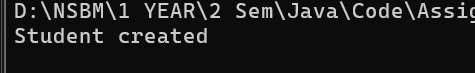 D:\NSBM\1 YEAR\2 Sem\Java\Code\Assig
Student created